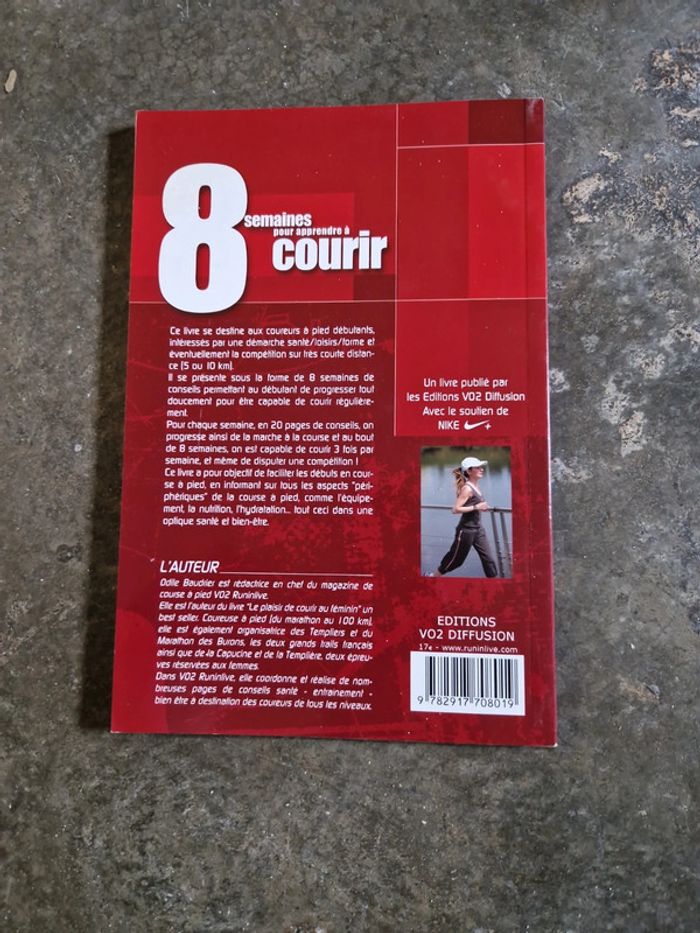 8
semaines
pour apprendre à
courir
Ce livre se destine aux coureurs à pied débutants,
intéressés par une démarche santé/loisirs/forme et
éventuellement la compétition sur très courte distan-
ce (5 ou 10 km).
Il se présente sous la forme de 8 semaines de
conseils permettant au débutant de progresser tout
doucement pour être capable de courir régulière-
ment.
Pour chaque semaine, en 20 pages de conseils, on
progresse ainsi de la marche à la course et au bout
de 8 semaines, on est capable de courir 3 fois par
semaine, et même de disputer une compétition !
Ce livre a pour objectif de faciliter les débuts en cour-
se à pied, en informant sur tous les aspects "péri-
phériques" de la course à pied, comme l'équipe-
ment, la nutrition, l'hydratation... tout ceci dans une
optique santé et bien-être.
Un livre publié par
les Editions VO2 Diffusion
Avec le soutien de
NIKE +
L'AUTEUR
Odile Baudrier est rédactrice en chef du magazine de
course à pied VO2 Runinlive.
Elle est l'auteur du livre "Le plaisir de courir au féminin" un
best seller. Coureuse à pied (du marathon au 100 km),
elle est également organisatrice des Templiers et du
Marathon des Burons, les deux grands trails français
ainsi que de la Capucine et de la Templière, deux épreu-
ves réservées aux femmes.
Dans VO2 Runinlive, elle coordonne et réalise de nom-
breuses pages de conseils santé - entrainement -
bien être à destination des coureurs de tous les niveaux.
EDITIONS
VO2 DIFFUSION
17€ - www.runinlive.com
9 782917 708019